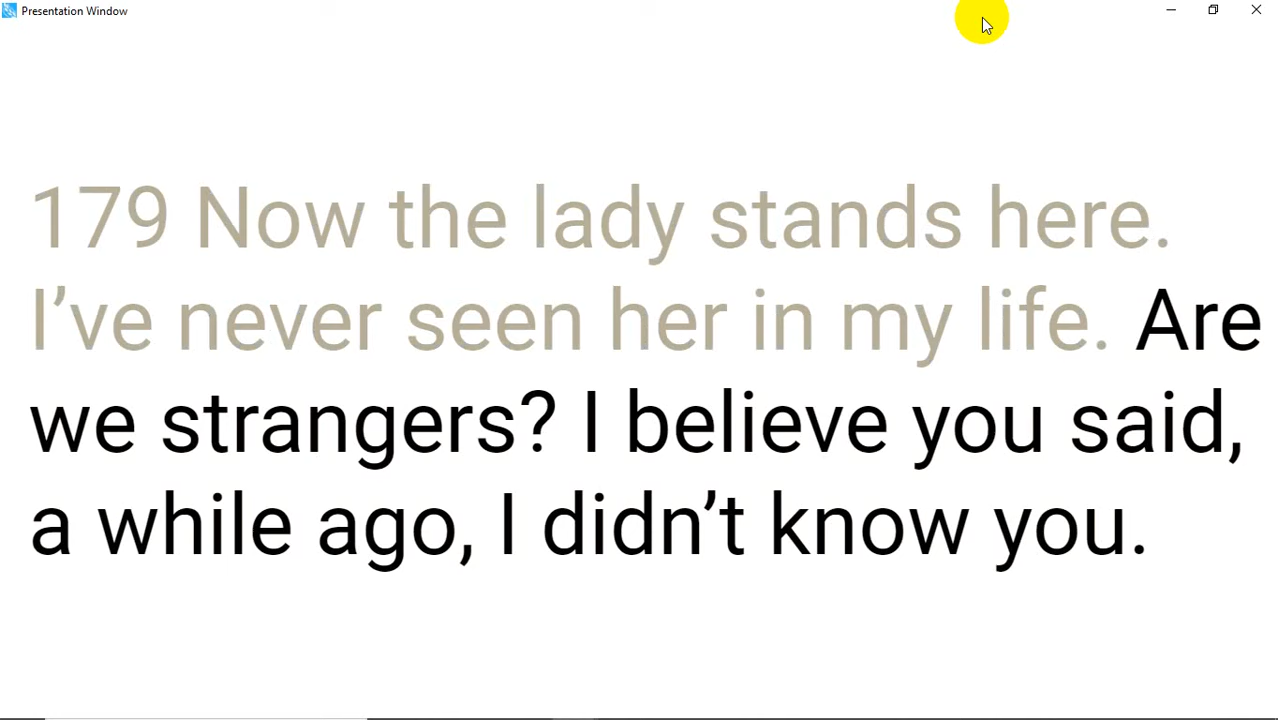 Presentation Window
179 Now the lady stands here.
I’ve never seen her in my life. Are
we strangers? I believe you said,
a while ago, I didn’t know you.